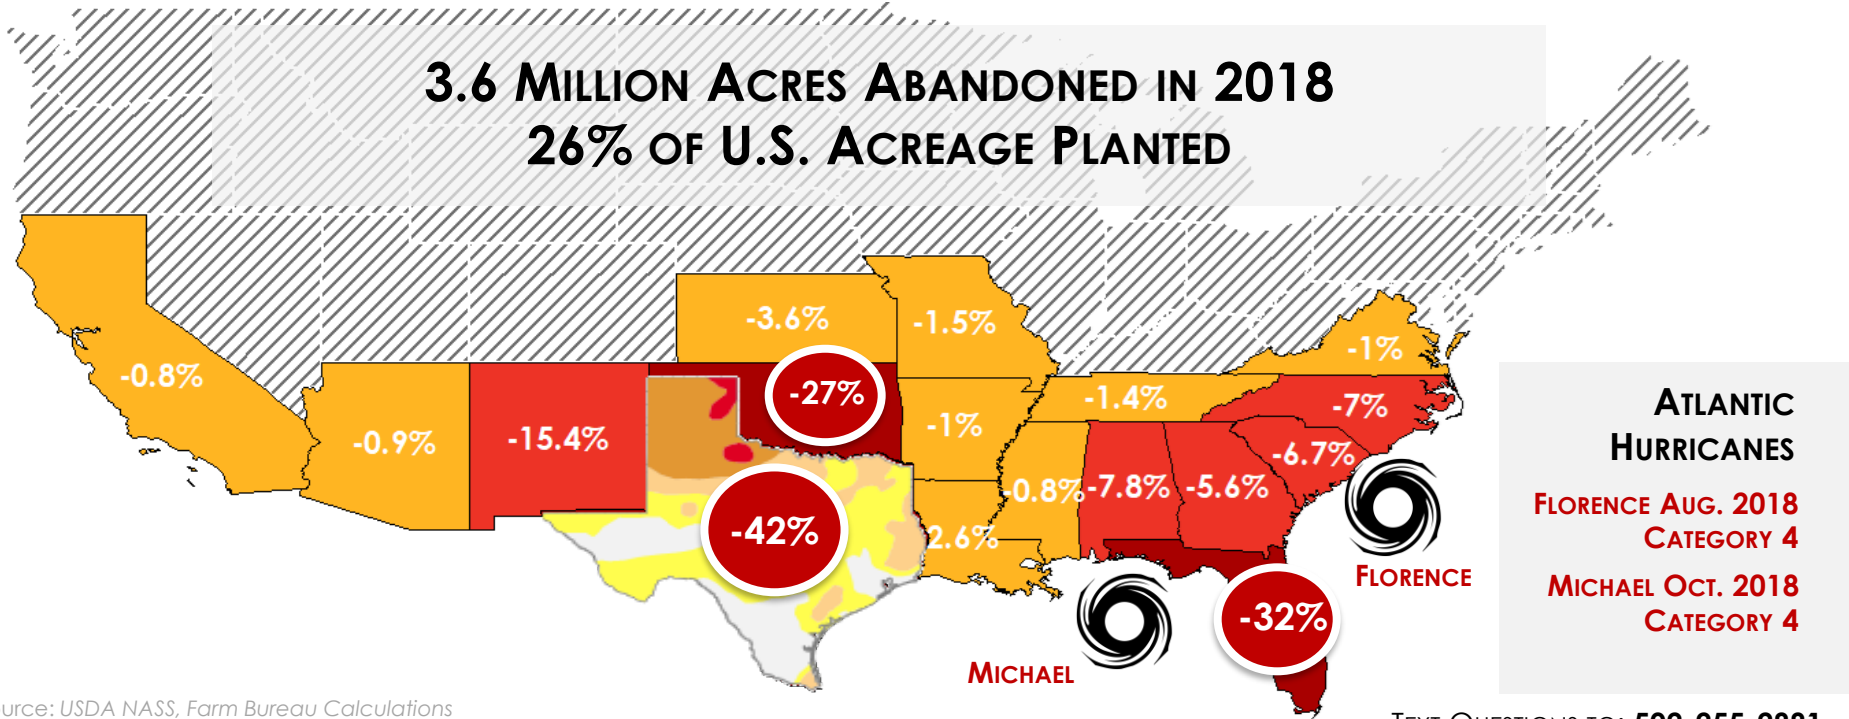 3.6 Million Acres Abandoned in 2018
26% of U.S. Acreage Planted
-3.6%
-1.5%
-1%
-0.8%
-27%
-1.4%
-7%
-0.9%
-15.4%
-1%
-6.7%
-0.8%
-7.8%
-5.6%
-42%
2.6%
-32%
Florence
Michael
Atlantic
Hurricanes
Florence Aug. 2018
Category 4
Michael Oct. 2018
Category 4
urce: USDA NASS, Farm Bureau Calculations